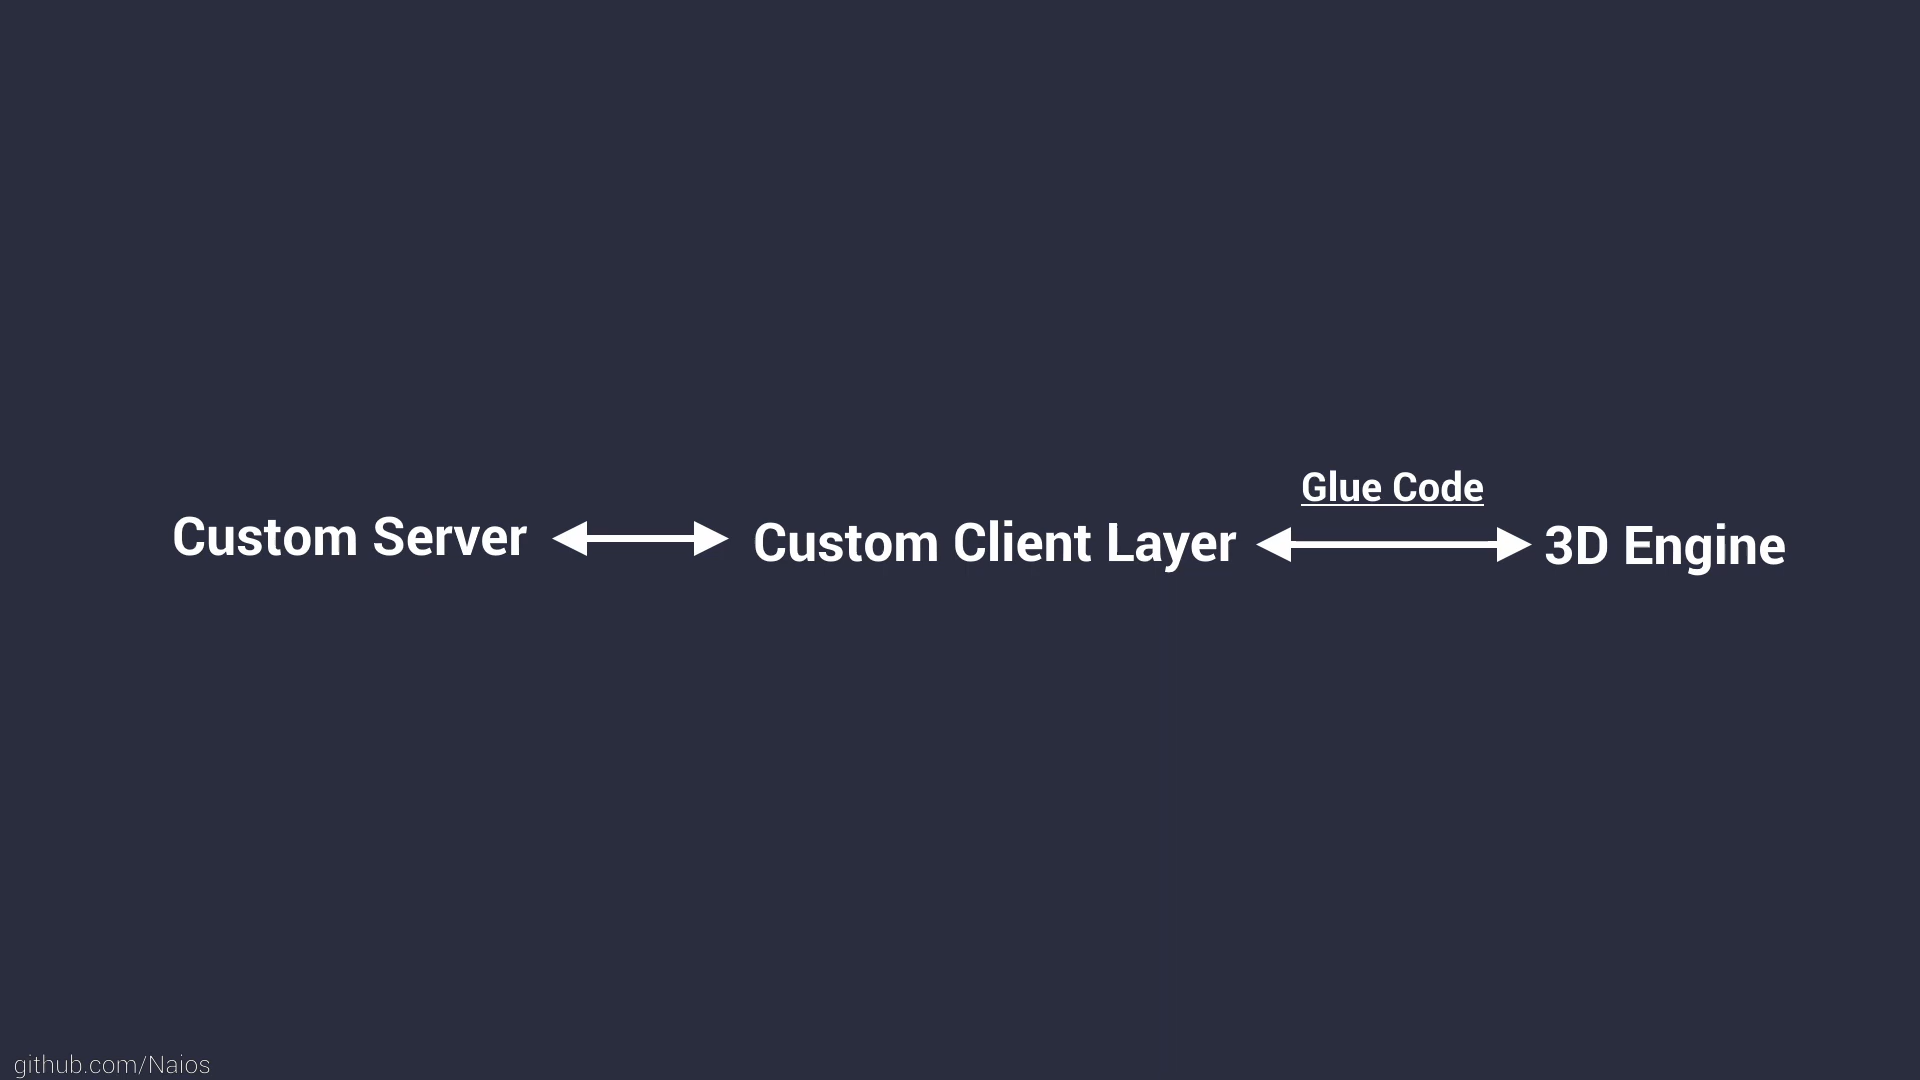 Glue Code
Custom Server Custom Client Layer 3D Engine
github.com/Naios